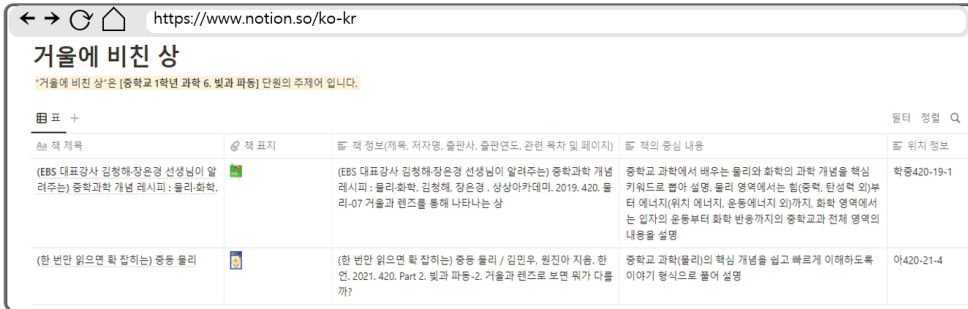 https://www.notion.so/ko-kr
거울에 비친 상
"거울에 비친 상"은 [중학교 1학년 과학 6. 빛과 파동] 단원의 주제어 입니다.
표 +
필터 정렬
Aa 책 제목
책 표지
책 정보(제목, 저자명, 출판사, 출판연도, 관련 목차 및 페이지)
책의 중심 내용
위치 정보
(EBS 대표강사 김청해·장은경 선생님이 알
려주는) 중학과학 개념 레시피 : 물리·화학.
(EBS 대표강사 김청해·장은경 선생님이 알려주는) 중학과학 개념
레시피 : 물리·화학, 김청해, 장은경 . 상상아카데미. 2019. 420. 물
리-07 거울과 렌즈를 통해 나타나는 상
중학교 과학에서 배우는 물리와 화학의 과학 개념을 핵심
키워드로 뽑아 설명. 물리 영역에서는 힘(중력, 탄성력 외)부
터 에너지(위치 에너지, 운동에너지 외)까지, 화학 영역에서
는 입자의 운동부터 화학 반응까지의 중학교과 전체 영역의
내용을 설명
학중420-19-1
(한 번만 읽으면 확 잡히는) 중등 물리
(한 번만 읽으면 확 잡히는) 중등 물리 / 김민우, 원진아 지음. 한
언. 2021. 420. Part 2. 빛과 파동-2. 거울과 렌즈로 보면 뭐가 다를
까?
중학교 과학(물리)의 핵심 개념을 쉽고 빠르게 이해하도록
이야기 형식으로 풀어 설명
아420-21-4